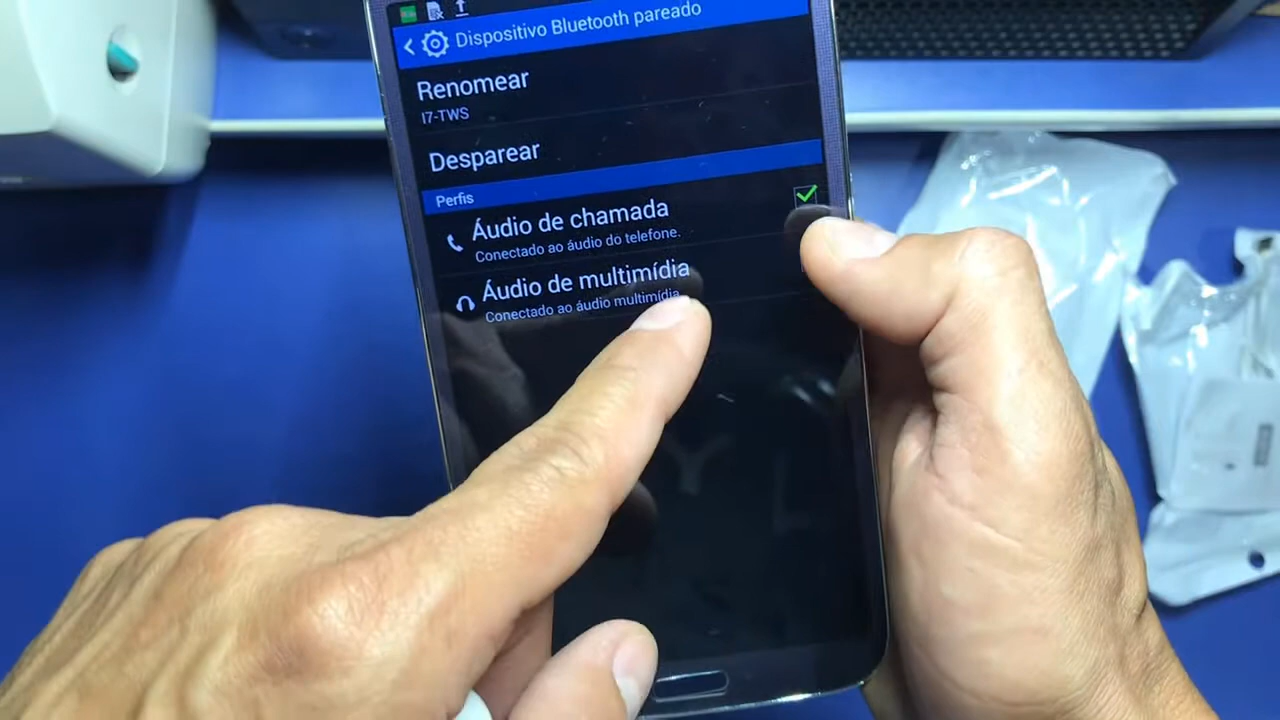 Dispositivo Bluetooth pareado
Renomear
I7-TWS
Desparear
Perfis
Áudio de chamada
Conectado ao áudio do telefone.
Áudio de multimídia
Conectado ao áudio multimídia